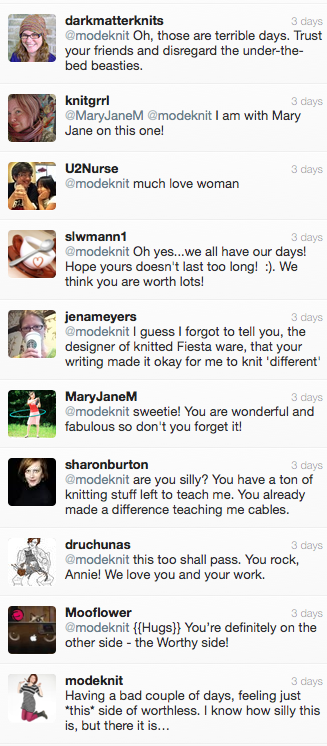 darkmatterknits 3 days
@modeknit Oh, those are terrible days. Trust
your friends and disregard the under-the-
bed beasties.
knitgrrl 3 days
@MaryJaneM @modeknit I am with Mary
Jane on this one!
U2Nurse 3 days
@modeknit much love woman
slwmann1 3 days
@modeknit Oh yes...we all have our days!
Hope yours doesn't last too long! :). We
think you are worth lots!
jenameyers 3 days
@modeknit I guess I forgot to tell you, the
designer of knitted Fiesta ware, that your
writing made it okay for me to knit 'different'
MaryJaneM 3 days
@modeknit sweetie! You are wonderful and
fabulous so don't you forget it!
sharonburton 3 days
@modeknit are you silly? You have a ton of
knitting stuff left to teach me. You already
made a difference teaching me cables.
druchunas 3 days
@modeknit this too shall pass. You rock,
Annie! We love you and your work.
Mooflower 3 days
@modeknit {{Hugs}} You're definitely on the
other side - the Worthy side!
modeknit 3 days
Having a bad couple of days, feeling just
*this* side of worthless. I know how silly this
is, but there it is…